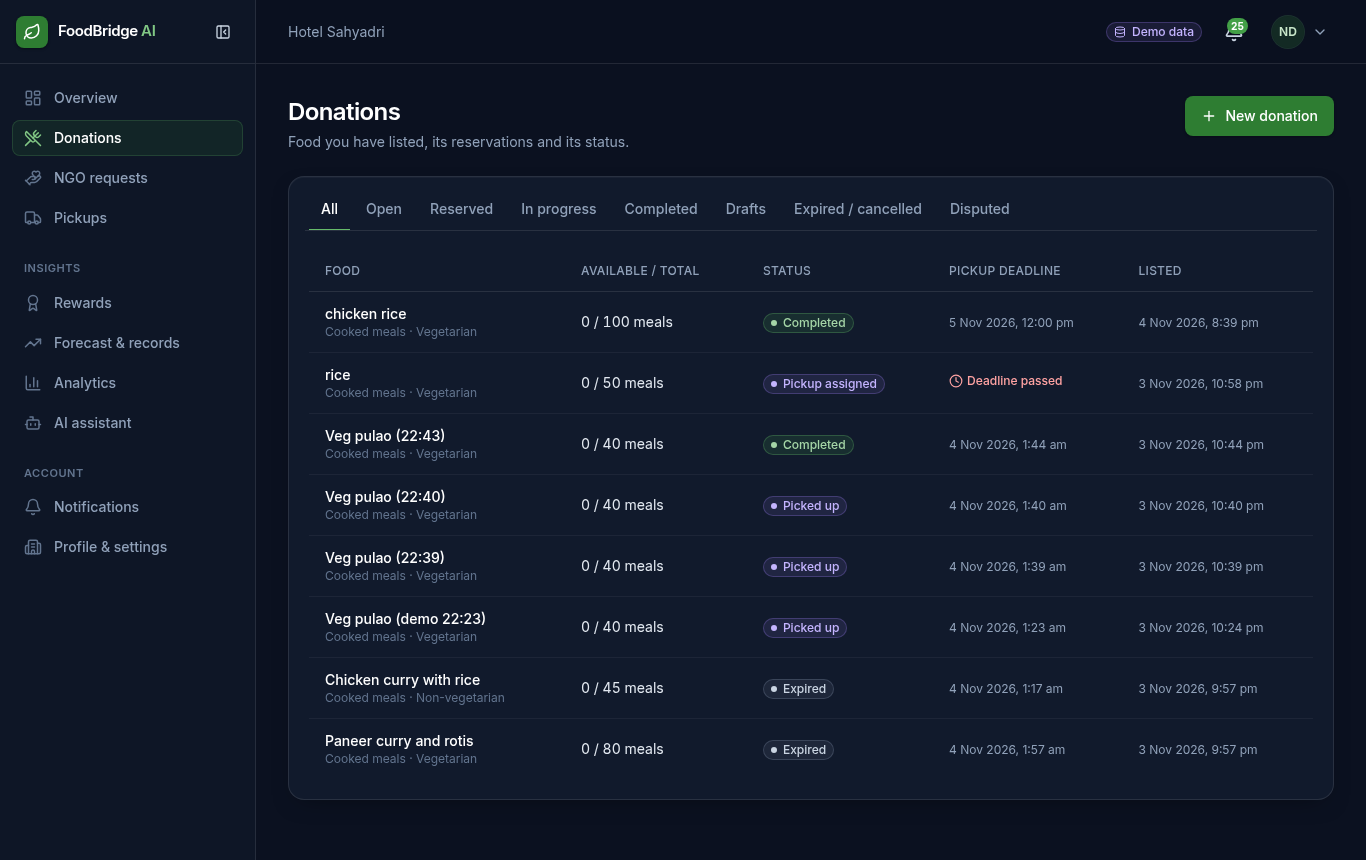 FoodBridge AI
Hotel Sahyadri
Demo data
25
ND
Overview
Donations
NGO requests
Pickups
INSIGHTS
Rewards
Forecast & records
Analytics
AI assistant
ACCOUNT
Notifications
Profile & settings
Donations
Food you have listed, its reservations and its status.
New donation
All Open Reserved In progress Completed Drafts Expired / cancelled Disputed
FOOD AVAILABLE / TOTAL STATUS PICKUP DEADLINE LISTED
chicken rice
Cooked meals · Vegetarian
0 / 100 meals Completed 5 Nov 2026, 12:00 pm 4 Nov 2026, 8:39 pm
rice
Cooked meals · Vegetarian
0 / 50 meals Pickup assigned Deadline passed 3 Nov 2026, 10:58 pm
Veg pulao (22:43)
Cooked meals · Vegetarian
0 / 40 meals Completed 4 Nov 2026, 1:44 am 3 Nov 2026, 10:44 pm
Veg pulao (22:40)
Cooked meals · Vegetarian
0 / 40 meals Picked up 4 Nov 2026, 1:40 am 3 Nov 2026, 10:40 pm
Veg pulao (22:39)
Cooked meals · Vegetarian
0 / 40 meals Picked up 4 Nov 2026, 1:39 am 3 Nov 2026, 10:39 pm
Veg pulao (demo 22:23)
Cooked meals · Vegetarian
0 / 40 meals Picked up 4 Nov 2026, 1:23 am 3 Nov 2026, 10:24 pm
Chicken curry with rice
Cooked meals · Non-vegetarian
0 / 45 meals Expired 4 Nov 2026, 1:17 am 3 Nov 2026, 9:57 pm
Paneer curry and rotis
Cooked meals · Vegetarian
0 / 80 meals Expired 4 Nov 2026, 1:57 am 3 Nov 2026, 9:57 pm